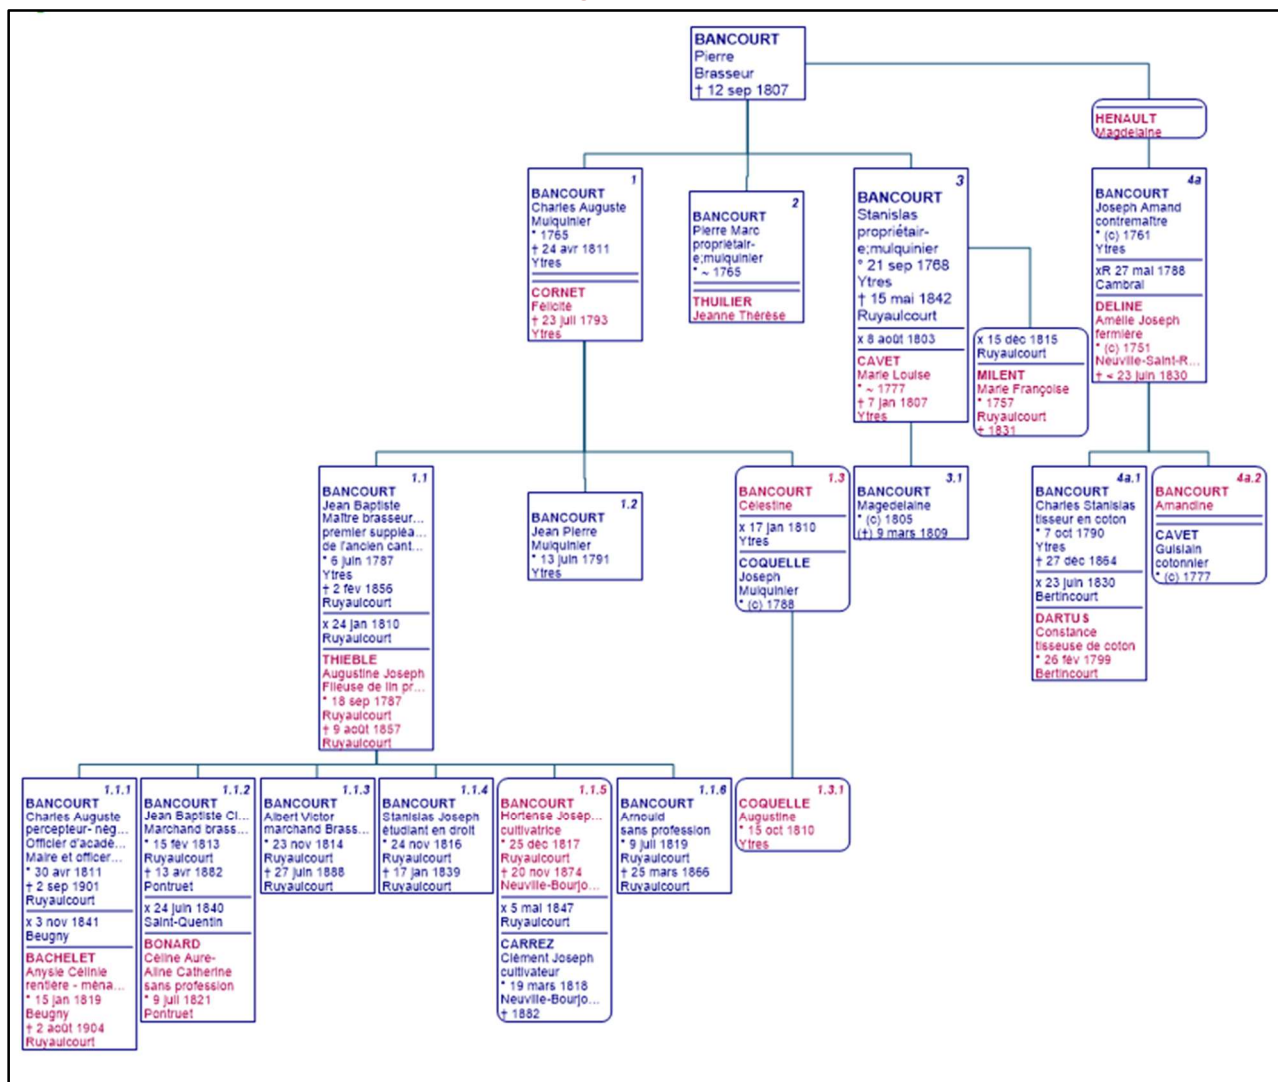 BANCOURT
Pierre
Brasseur
† 12 sep 1807
HENAULT
Magdelaine
1
BANCOURT
Charles Auguste
Mulquinier
* 1765
† 24 avr 1811
Ytres
CORNET
Félicité
† 23 juil 1793
Ytres
2
BANCOURT
Pierre Marc
propriétair-
e;mulquinier
* ~ 1765
THUILIER
Jeanne Thérèse
3
BANCOURT
Stanislas
propriétair-
e;mulquinier
° 21 sep 1768
Ytres
† 15 mai 1842
Ruyaulcourt
x 8 août 1803
CAVET
Marie Louise
* ~ 1777
† 7 jan 1807
Ytres
x 15 déc 1815
Ruyaulcourt
MILENT
Marie Françoise
* 1757
Ruyaulcourt
† 1831
4a
BANCOURT
Joseph Amand
contremaître
* (c) 1761
Ytres
xR 27 mai 1788
Cambrai
DELINE
Amélie Joseph
fermière
* (c) 1751
Neuville-Saint-R...
† < 23 juin 1830
1.1
BANCOURT
Jean Baptiste
Maître brasseur...
premier suppléa...
de l'ancien cant...
* 6 juin 1787
Ytres
† 2 fév 1856
Ruyaulcourt
x 24 jan 1810
Ruyaulcourt
THIEBLE
Augustine Joseph
Fileuse de lin pr...
* 18 sep 1787
Ruyaulcourt
† 9 août 1857
Ruyaulcourt
1.2
BANCOURT
Jean Pierre
Mulquinier
* 13 juin 1791
Ytres
1.3
BANCOURT
Célestine
x 17 jan 1810
Ytres
COQUELLE
Joseph
Mulquinier
* (c) 1788
3.1
BANCOURT
Magedelaine
* (c) 1805
(†) 9 mars 1809
4a.1
BANCOURT
Charles Stanislas
tisseur en coton
* 7 oct 1790
Ytres
† 27 déc 1864
x 23 juin 1830
Bertincourt
DARTUS
Constance
tisseuse de coton
* 26 fév 1799
Bertincourt
4a.2
BANCOURT
Amandine
CAVET
Guislain
cotonnier
* (c) 1777
1.1.1
BANCOURT
Charles Auguste
percepteur- nég...
Officier d'acadé...
Maire et officer...
* 30 avr 1811
† 2 sep 1901
Ruyaulcourt
x 3 nov 1841
Beugny
BACHELET
Anysie Célinie
rentière - ména...
* 15 jan 1819
Beugny
† 2 août 1904
Ruyaulcourt
1.1.2
BANCOURT
Jean Baptiste Cl...
Marchand brass...
* 15 fév 1813
Ruyaulcourt
† 13 avr 1882
Pontruet
x 24 juin 1840
Saint-Quentin
BONARD
Céline Aure-
Aline Catherine
sans profession
* 9 juil 1821
Pontruet
1.1.3
BANCOURT
Albert Victor
marchand Brass...
* 23 nov 1814
Ruyaulcourt
† 27 juin 1888
Ruyaulcourt
1.1.4
BANCOURT
Stanislas Joseph
étudiant en droit
* 24 nov 1816
Ruyaulcourt
† 17 jan 1839
Ruyaulcourt
1.1.5
BANCOURT
Hortense Josep...
cultivatrice
* 25 déc 1817
Ruyaulcourt
† 20 nov 1874
Neuville-Bourjo...
x 5 mai 1847
Ruyaulcourt
CARREZ
Clément Joseph
cultivateur
* 19 mars 1818
Neuville-Bourjo...
† 1882
1.1.6
BANCOURT
Arnould
sans profession
* 9 juil 1819
Ruyaulcourt
† 25 mars 1866
Ruyaulcourt
1.3.1
COQUELLE
Augustine
* 15 oct 1810
Ytres